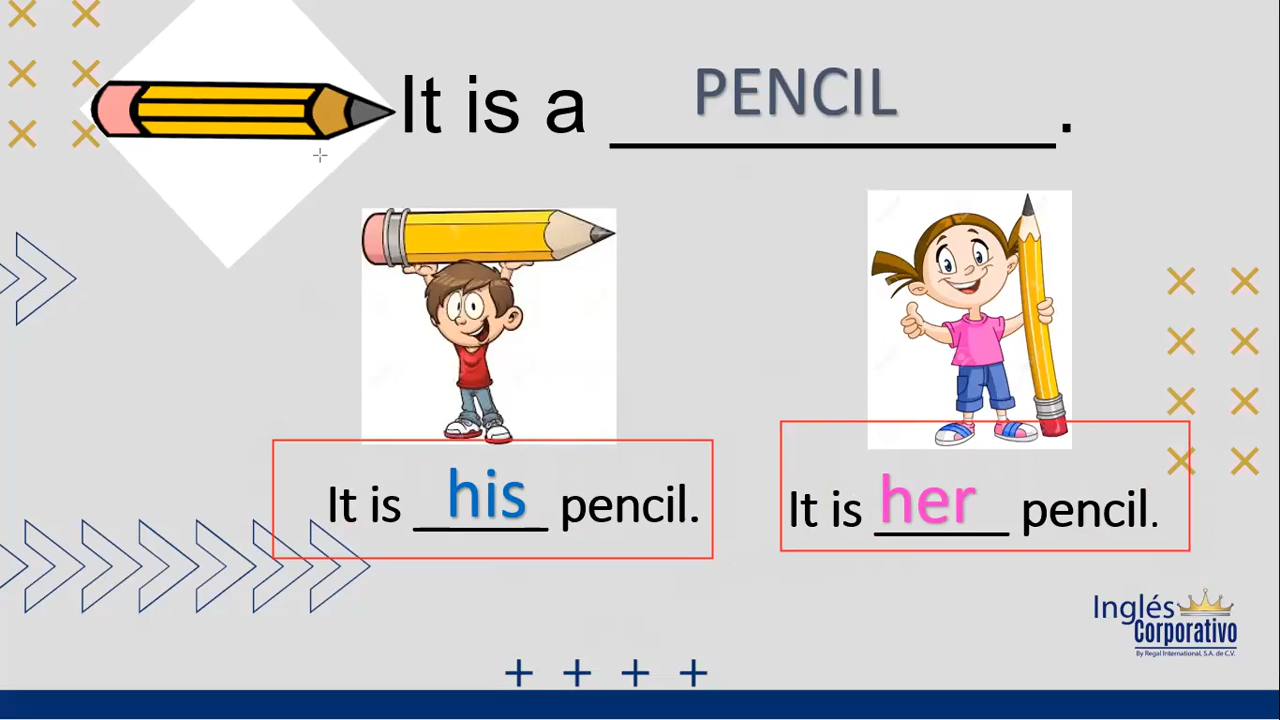 It is a PENCIL.
It is his pencil.
It is her pencil.
Inglés
Corporativo
By Regal International, S.A. de C.V.